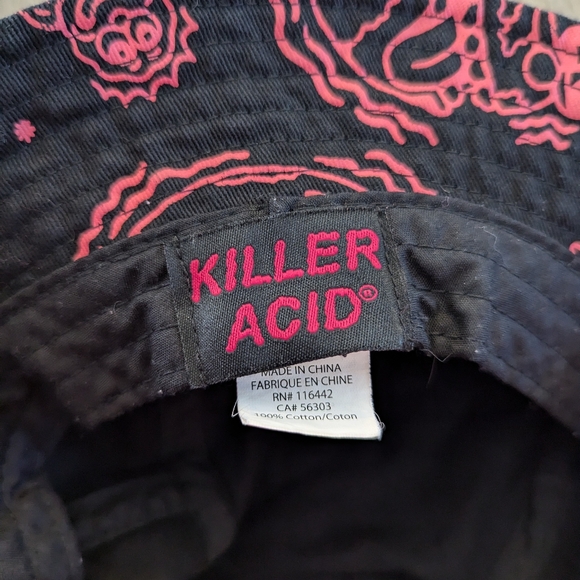 KILLER
ACID®
MADE IN CHINA
FABRIQUE EN CHINE
RN# 116442
CA# 56303
100% Cotton/Coton